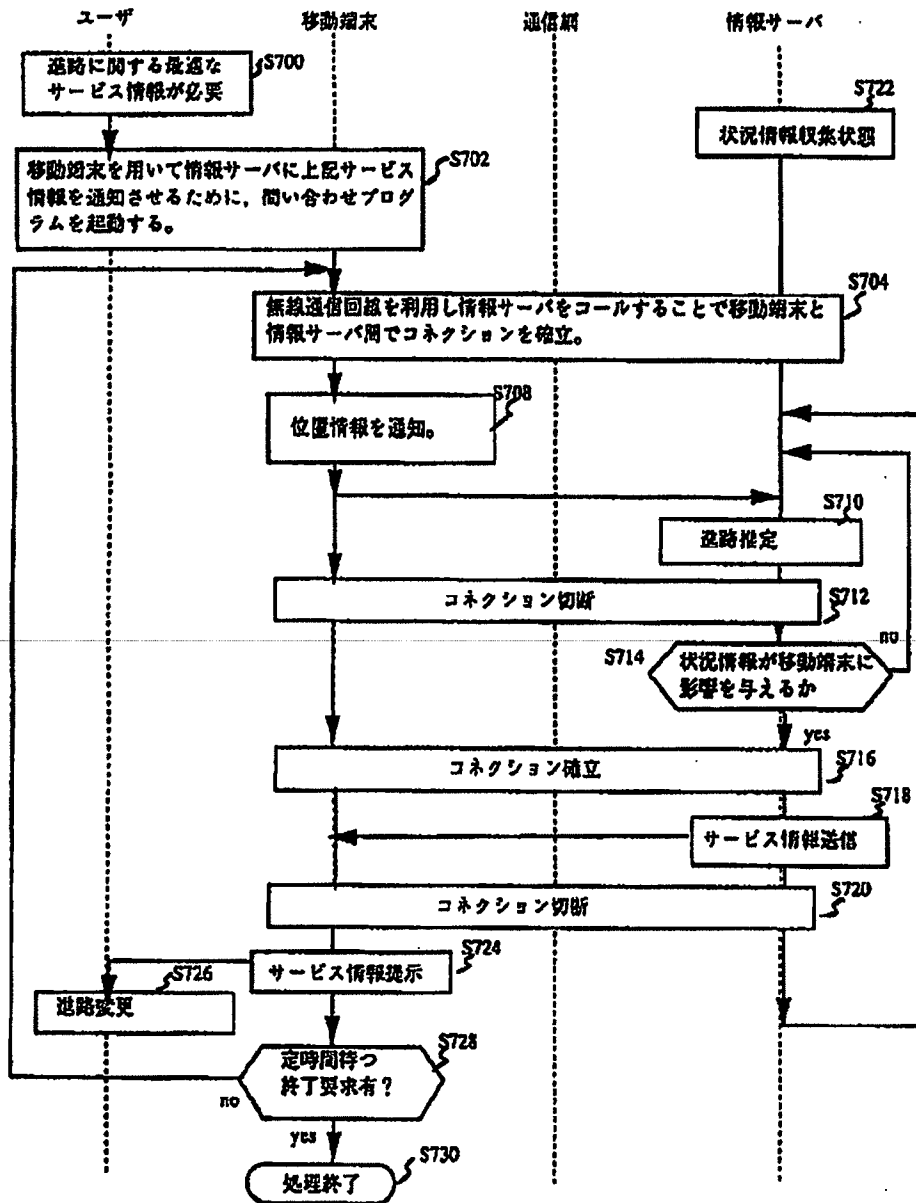 ユーザ
移動端末
通信網
情報サーバ
進路に関する最適な
サービス情報が必要
S700
S722
状況情報収集状態
移動端末を用いて情報サーバに上記サービス
情報を通知させるために，問い合わせプログ
ラムを起動する。
S702
S704
無線通信回線を利用し情報サーバをコールすることで移動端末と
情報サーバ間でコネクションを確立。
S708
位置情報を通知。
S710
進路推定
コネクション切断
S712
S714
状況情報が移動端末に
影響を与えるか
no
yes
コネクション確立
S716
S718
サービス情報送信
コネクション切断
S720
S724
サービス情報提示
S726
進路変更
S728
定時間待つ
終了要求有？
no
yes
S730
処理終了